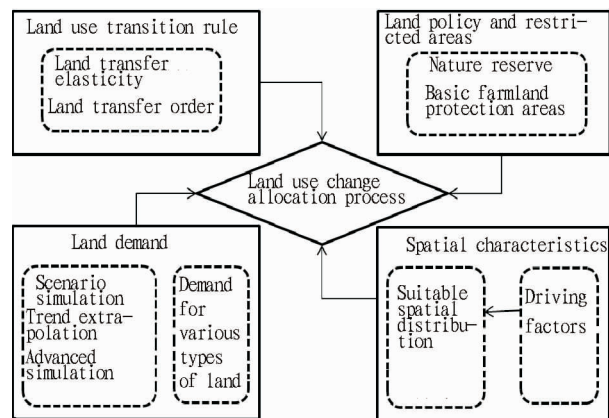 Land use transition rule
Land transfer
elasticity
Land transfer order
Land policy and restri-
cted areas
Nature reserve
Basic farmland
protection areas
Land use change
allocation process
Land demand
Scenario
simulation
Trend extra-
polation
Advanced
simulation
Demand
for
various
types
of land
Spatial characteristics
Suitable
spatial
distribu-
tion
Driving
factors